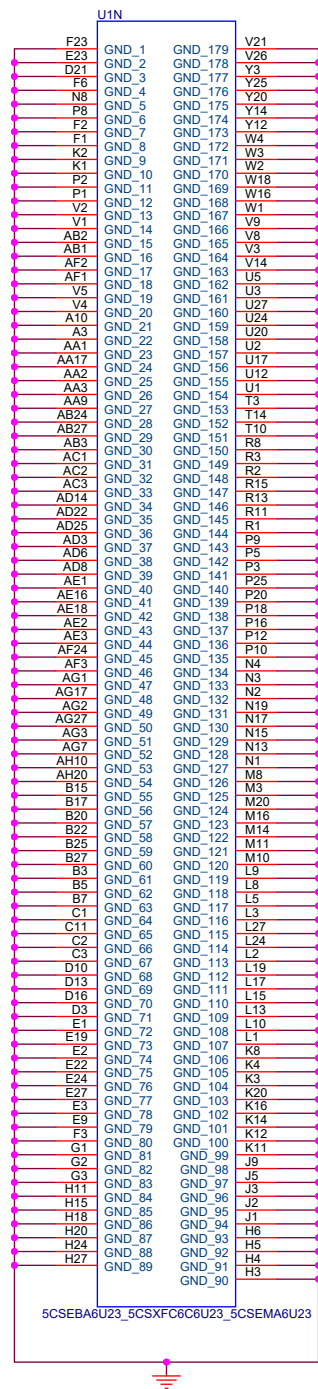 U1N
F23 GND_1 GND_179 V21
E23 GND_2 GND_178 V26
D21 GND_3 GND_177 Y3
F6 GND_4 GND_176 Y25
N8 GND_5 GND_175 Y20
P8 GND_6 GND_174 Y14
F2 GND_7 GND_173 Y12
F1 GND_8 GND_172 W4
K2 GND_9 GND_171 W3
K1 GND_10 GND_170 W2
P2 GND_11 GND_169 W18
P1 GND_12 GND_168 W16
V2 GND_13 GND_167 W1
V1 GND_14 GND_166 V9
AB2 GND_15 GND_165 V8
AB1 GND_16 GND_164 V3
AF2 GND_17 GND_163 V14
AF1 GND_18 GND_162 U5
V5 GND_19 GND_161 U3
V4 GND_20 GND_160 U27
A10 GND_21 GND_159 U24
A3 GND_22 GND_158 U20
AA1 GND_23 GND_157 U2
AA17 GND_24 GND_156 U17
AA2 GND_25 GND_155 U12
AA3 GND_26 GND_154 U1
AA9 GND_27 GND_153 T3
AB24 GND_28 GND_152 T14
AB27 GND_29 GND_151 T10
AB3 GND_30 GND_150 R8
AC1 GND_31 GND_149 R3
AC2 GND_32 GND_148 R2
AC3 GND_33 GND_147 R15
AD14 GND_34 GND_146 R13
AD22 GND_35 GND_145 R11
AD25 GND_36 GND_144 R1
AD3 GND_37 GND_143 P9
AD6 GND_38 GND_142 P5
AD8 GND_39 GND_141 P3
AE1 GND_40 GND_140 P25
AE16 GND_41 GND_139 P20
AE18 GND_42 GND_138 P18
AE2 GND_43 GND_137 P16
AE3 GND_44 GND_136 P12
AF24 GND_45 GND_135 P10
AF3 GND_46 GND_134 N4
AG1 GND_47 GND_133 N3
AG17 GND_48 GND_132 N2
AG2 GND_49 GND_131 N19
AG27 GND_50 GND_130 N17
AG3 GND_51 GND_129 N15
AG7 GND_52 GND_128 N13
AH10 GND_53 GND_127 N1
AH20 GND_54 GND_126 M8
B15 GND_55 GND_125 M3
B17 GND_56 GND_124 M20
B20 GND_57 GND_123 M16
B22 GND_58 GND_122 M14
B25 GND_59 GND_121 M11
B27 GND_60 GND_120 M10
B3 GND_61 GND_119 L9
B5 GND_62 GND_118 L8
B7 GND_63 GND_117 L5
C1 GND_64 GND_116 L3
C11 GND_65 GND_115 L27
C2 GND_66 GND_114 L24
C3 GND_67 GND_113 L2
D10 GND_68 GND_112 L19
D13 GND_69 GND_111 L17
D16 GND_70 GND_110 L15
D3 GND_71 GND_109 L13
E1 GND_72 GND_108 L10
E19 GND_73 GND_107 L1
E2 GND_74 GND_106 K8
E22 GND_75 GND_105 K4
E24 GND_76 GND_104 K3
E27 GND_77 GND_103 K20
E3 GND_78 GND_102 K16
E9 GND_79 GND_101 K14
F3 GND_80 GND_100 K12
G1 GND_81 GND_99 K11
G2 GND_82 GND_98 J9
G3 GND_83 GND_97 J5
H11 GND_84 GND_96 J3
H15 GND_85 GND_95 J2
H18 GND_86 GND_94 J1
H20 GND_87 GND_93 H6
H24 GND_88 GND_92 H5
H27 GND_89 GND_91 H4
GND_90 H3
5CSEBA6U23_5CSXFC6C6U23_5CSEMA6U23